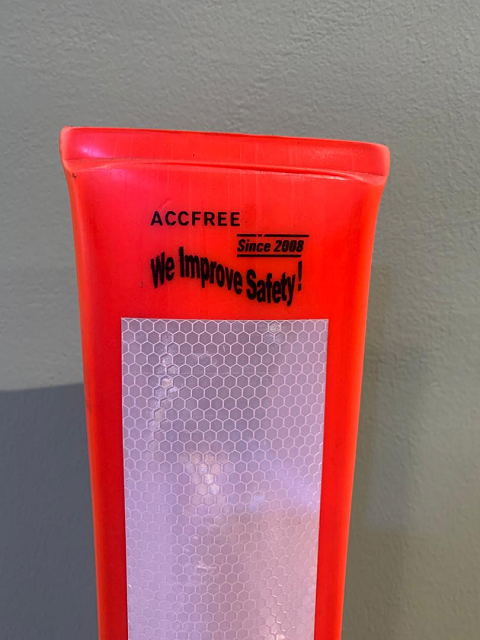 ACCFREE
Since 2008
We Improve Safety!